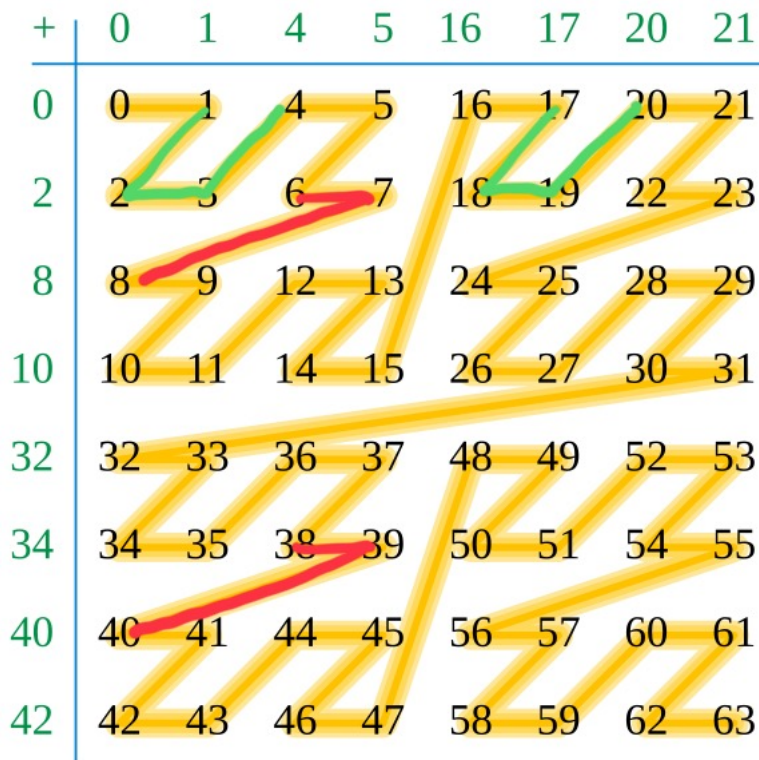 + 0 1 4 5 16 17 20 21
0 0 1 4 5 16 17 20 21
2 2 3 6 7 18 19 22 23
8 8 9 12 13 24 25 28 29
10 10 11 14 15 26 27 30 31
32 32 33 36 37 48 49 52 53
34 34 35 38 39 50 51 54 55
40 40 41 44 45 56 57 60 61
42 42 43 46 47 58 59 62 63